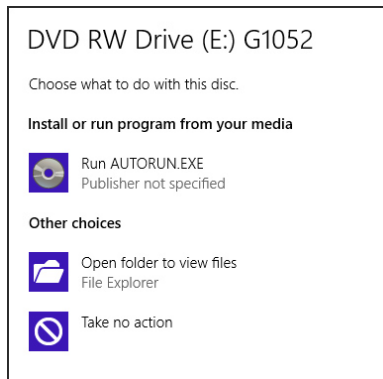 DVD RW Drive (E:) G1052
Choose what to do with this disc.
Install or run program from your media
Run AUTORUN.EXE
Publisher not specified
Other choices
Open folder to view files
File Explorer
Take no action